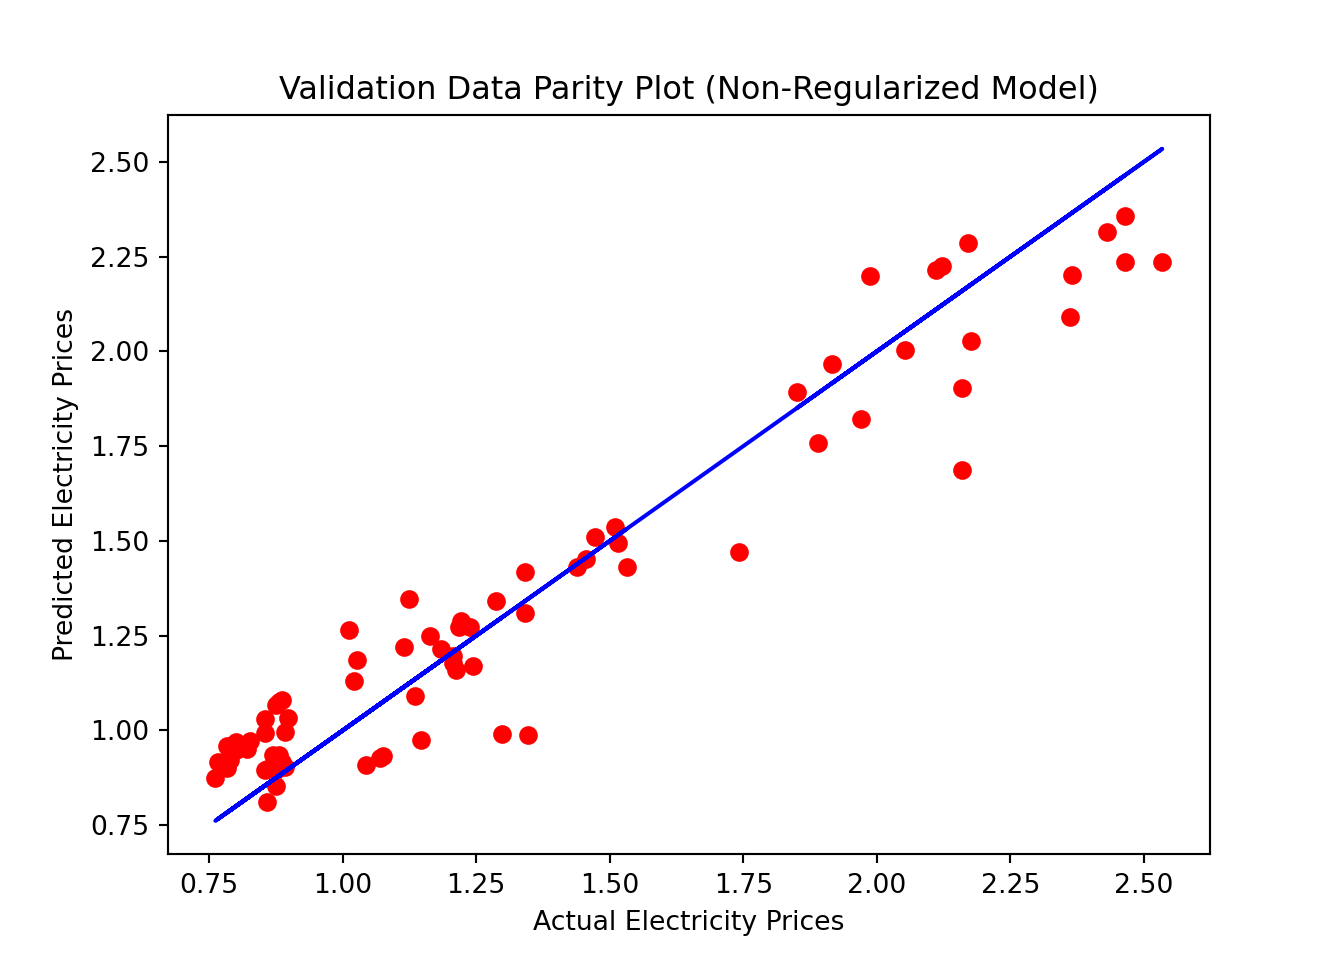 Validation Data Parity Plot (Non-Regularized Model)
Predicted Electricity Prices
2.50
2.25
2.00
1.75
1.50
1.25
1.00
0.75
0.75 1.00 1.25 1.50 1.75 2.00 2.25 2.50
Actual Electricity Prices